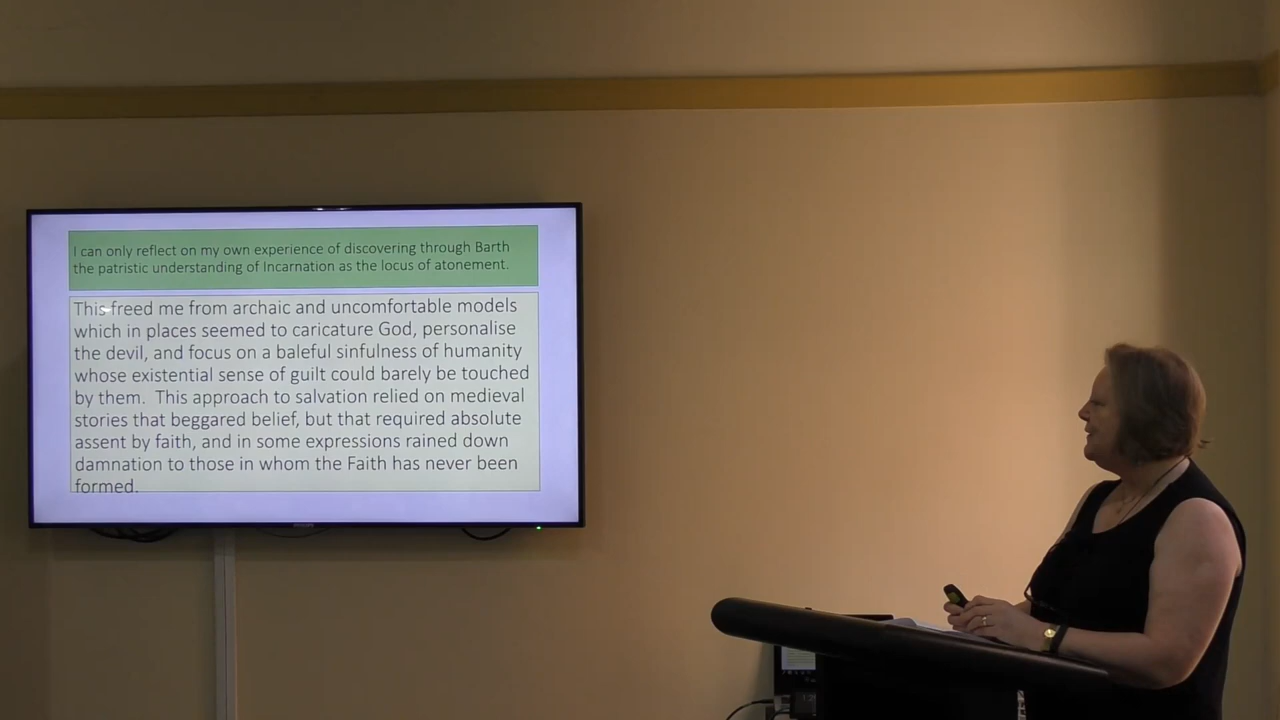 I can only reflect on my own experience of discovering through Barth
the patristic understanding of Incarnation as the locus of atonement.
This freed me from archaic and uncomfortable models
which in places seemed to caricature God, personalise
the devil, and focus on a baleful sinfulness of humanity
whose existential sense of guilt could barely be touched
by them. This approach to salvation relied on medieval
stories that beggared belief, but that required absolute
assent by faith, and in some expressions rained down
damnation to those in whom the Faith has never been
formed.